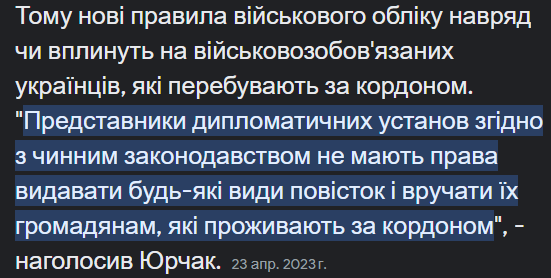 Тому нові правила військового обліку навряд
чи вплинуть на військовозобов'язаних
українців, які перебувають за кордоном.
"Представники дипломатичних установ згідно
з чинним законодавством не мають права
видавати будь-які види повісток і вручати їх
громадянам, які проживають за кордоном", -
наголосив Юрчак. 23 апр. 2023 г.